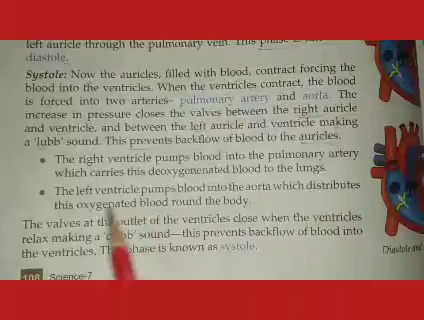 left auricle through the pulmonary vein. This phase is
diastole.
Systole: Now the auricles, filled with blood, contract forcing the
blood into the ventricles. When the ventricles contract, the blood
is forced into two arteries– pulmonary artery and aorta. The
increase in pressure closes the valves between the right auricle
and ventricle, and between the left auricle and ventricle making
a 'lubb' sound. This prevents backflow of blood to the auricles.
• The right ventricle pumps blood into the pulmonary artery
which carries this deoxygenated blood to the lungs.
• The left ventricle pumps blood into the aorta which distributes
this oxygenated blood round the body.
The valves at the outlet of the ventricles close when the ventricles
relax making a sound—this prevents backflow of blood into
the ventricles. phase is known as systole.
Diastole and
108 Science-7